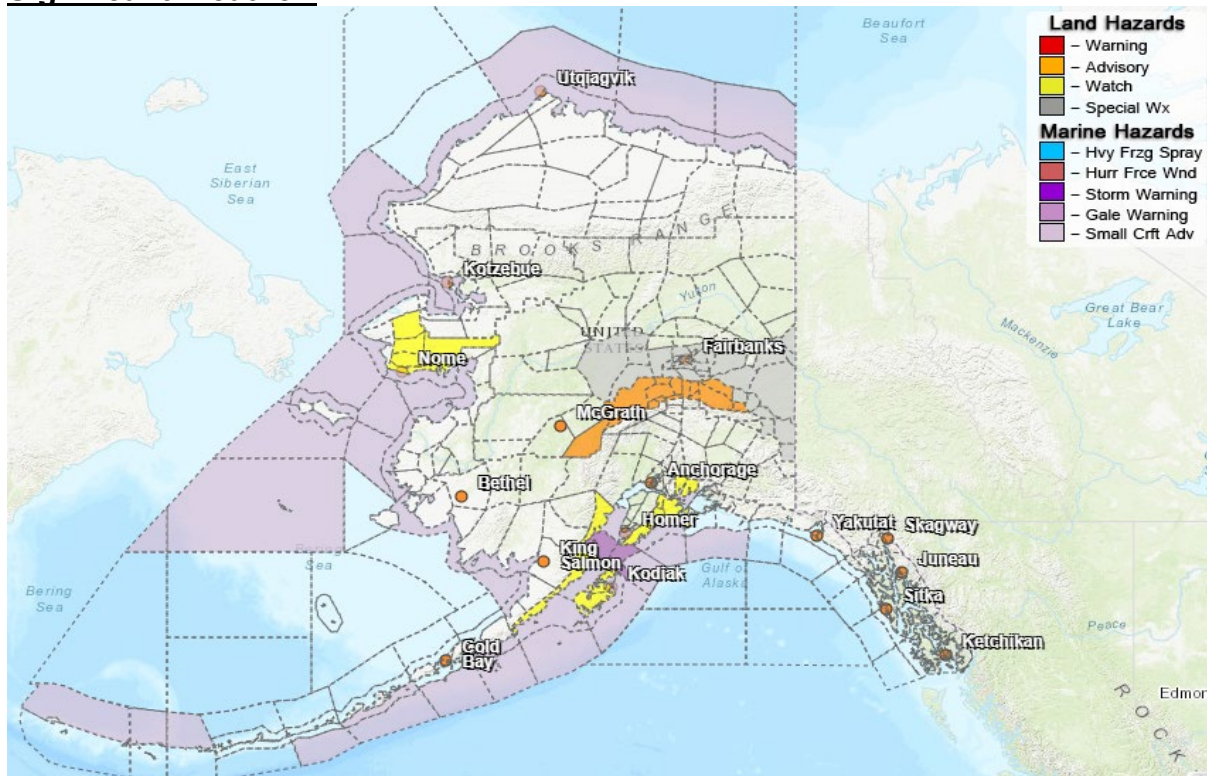 Beaufort
Sea
Land Hazards
– Warning
– Advisory
– Watch
– Special Wx
Marine Hazards
– Hvy Frzg Spray
– Hurr Frce Wnd
– Storm Warning
– Gale Warning
– Small Crft Adv
Utqiagvik
East
Siberian
Sea
BROOKS RANGE
Kotzebue
Yukon
Great Bear
Lake
Mackenzie
UNITED
STATES
Fairbanks
Nome
McGrath
Anchorage
Bethel
Homer
Yakutat
Skagway
King
Salmon
Kodiak
Gulf of
Alaska
Juneau
Sea
Bering
Sea
Sitka
Peace
Ketchikan
Cold
Bay
Edmon
ROCK